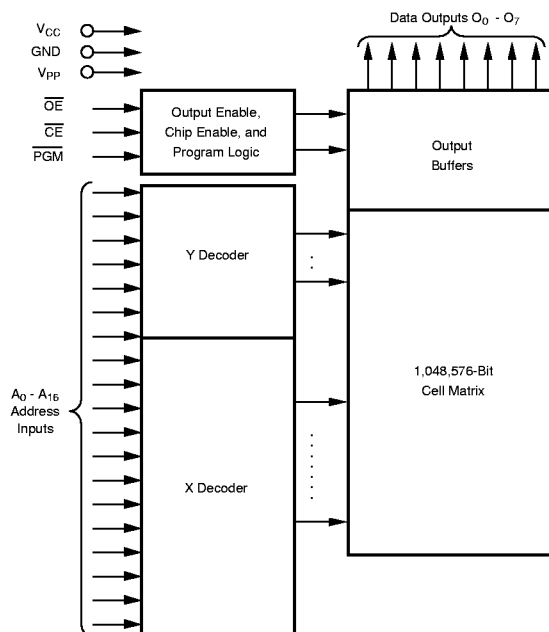 Data Outputs O0 - O7
VCC
GND
VPP
OE
CE
PGM
Output Enable,
Chip Enable, and
Program Logic
Output
Buffers
Y Decoder
A0 - A16
Address
Inputs
1,048,576-Bit
Cell Matrix
X Decoder